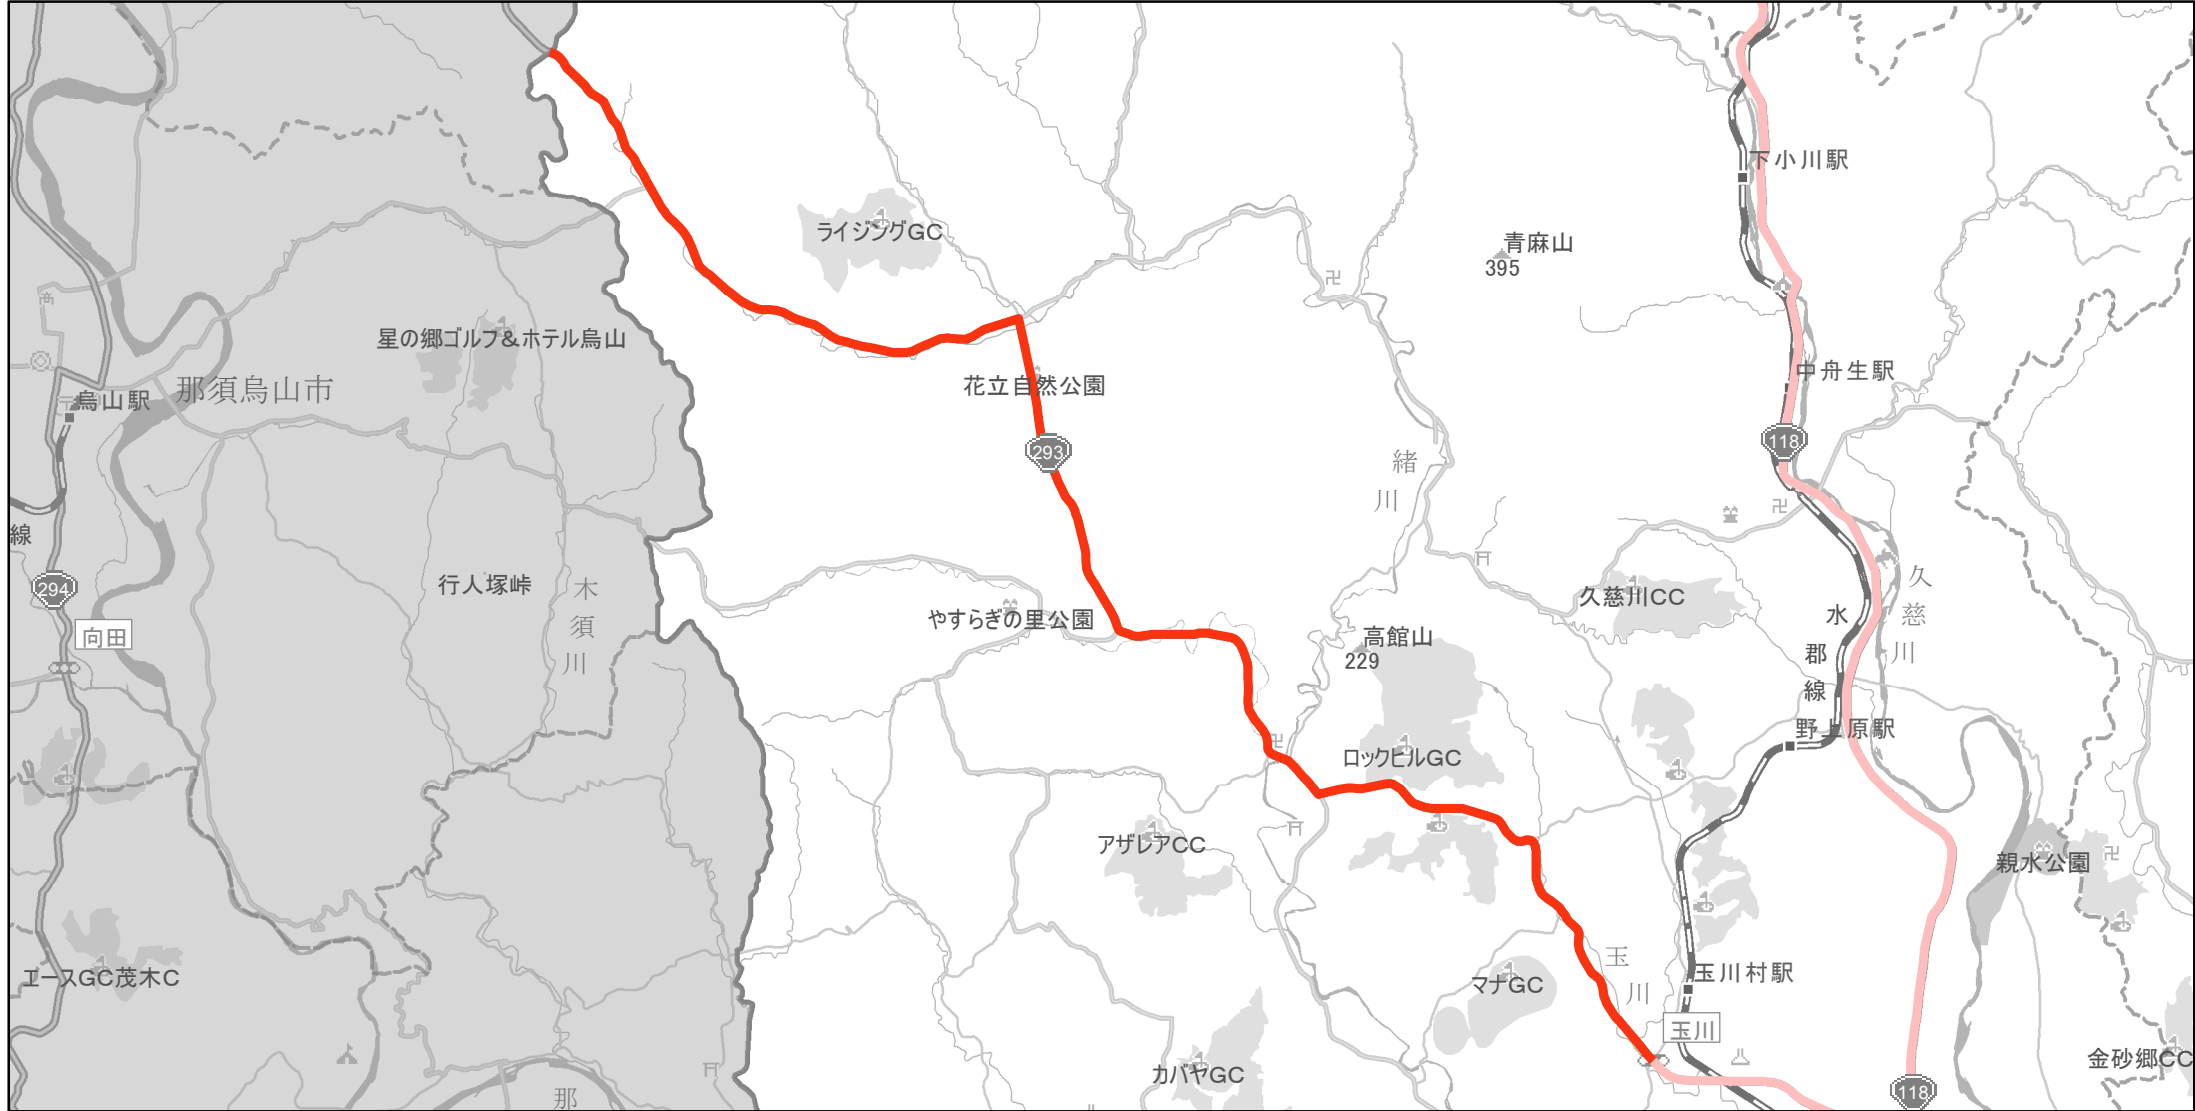 下小川駅
ライジングGC
青麻山
395
星の郷ゴルフ&ホテル烏山
那須烏山市
烏山駅
花立自然公園
中舟生駅
118
293
緒川
線
294
向田
行人塚峠
木須川
やすらぎの里公園
高館山
229
久慈川CC
久慈川
水郡線
野上原駅
ロックヒルGC
アザレアCC
親水公園
エースGC茂木C
マナGC
玉川
玉川村駅
玉川
カバヤGC
金砂郷CC
118
那